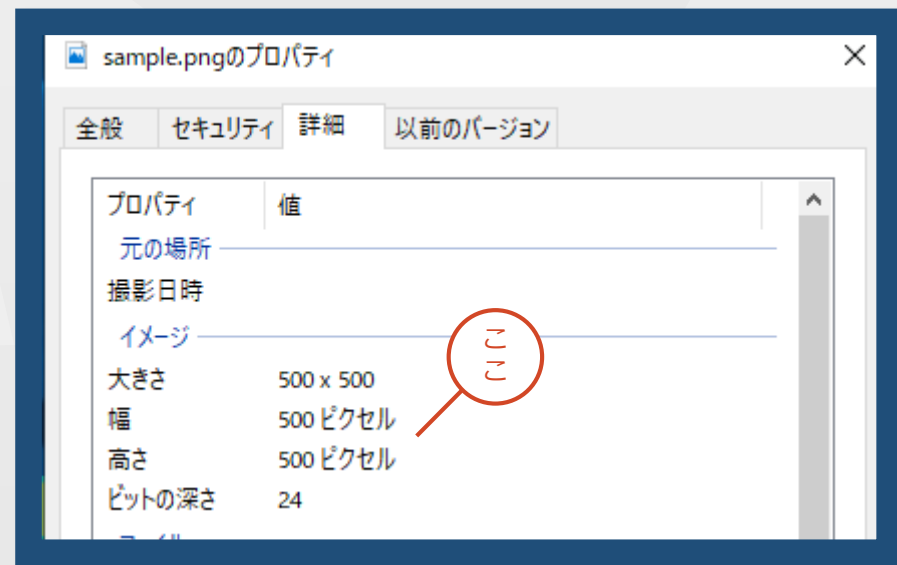 sample.pngのプロパティ
全般 セキュリティ 詳細 以前のバージョン
プロパティ 値
元の場所
撮影日時
イメージ
ここ
大きさ 500 x 500
幅 500 ピクセル
高さ 500 ピクセル
ビットの深さ 24